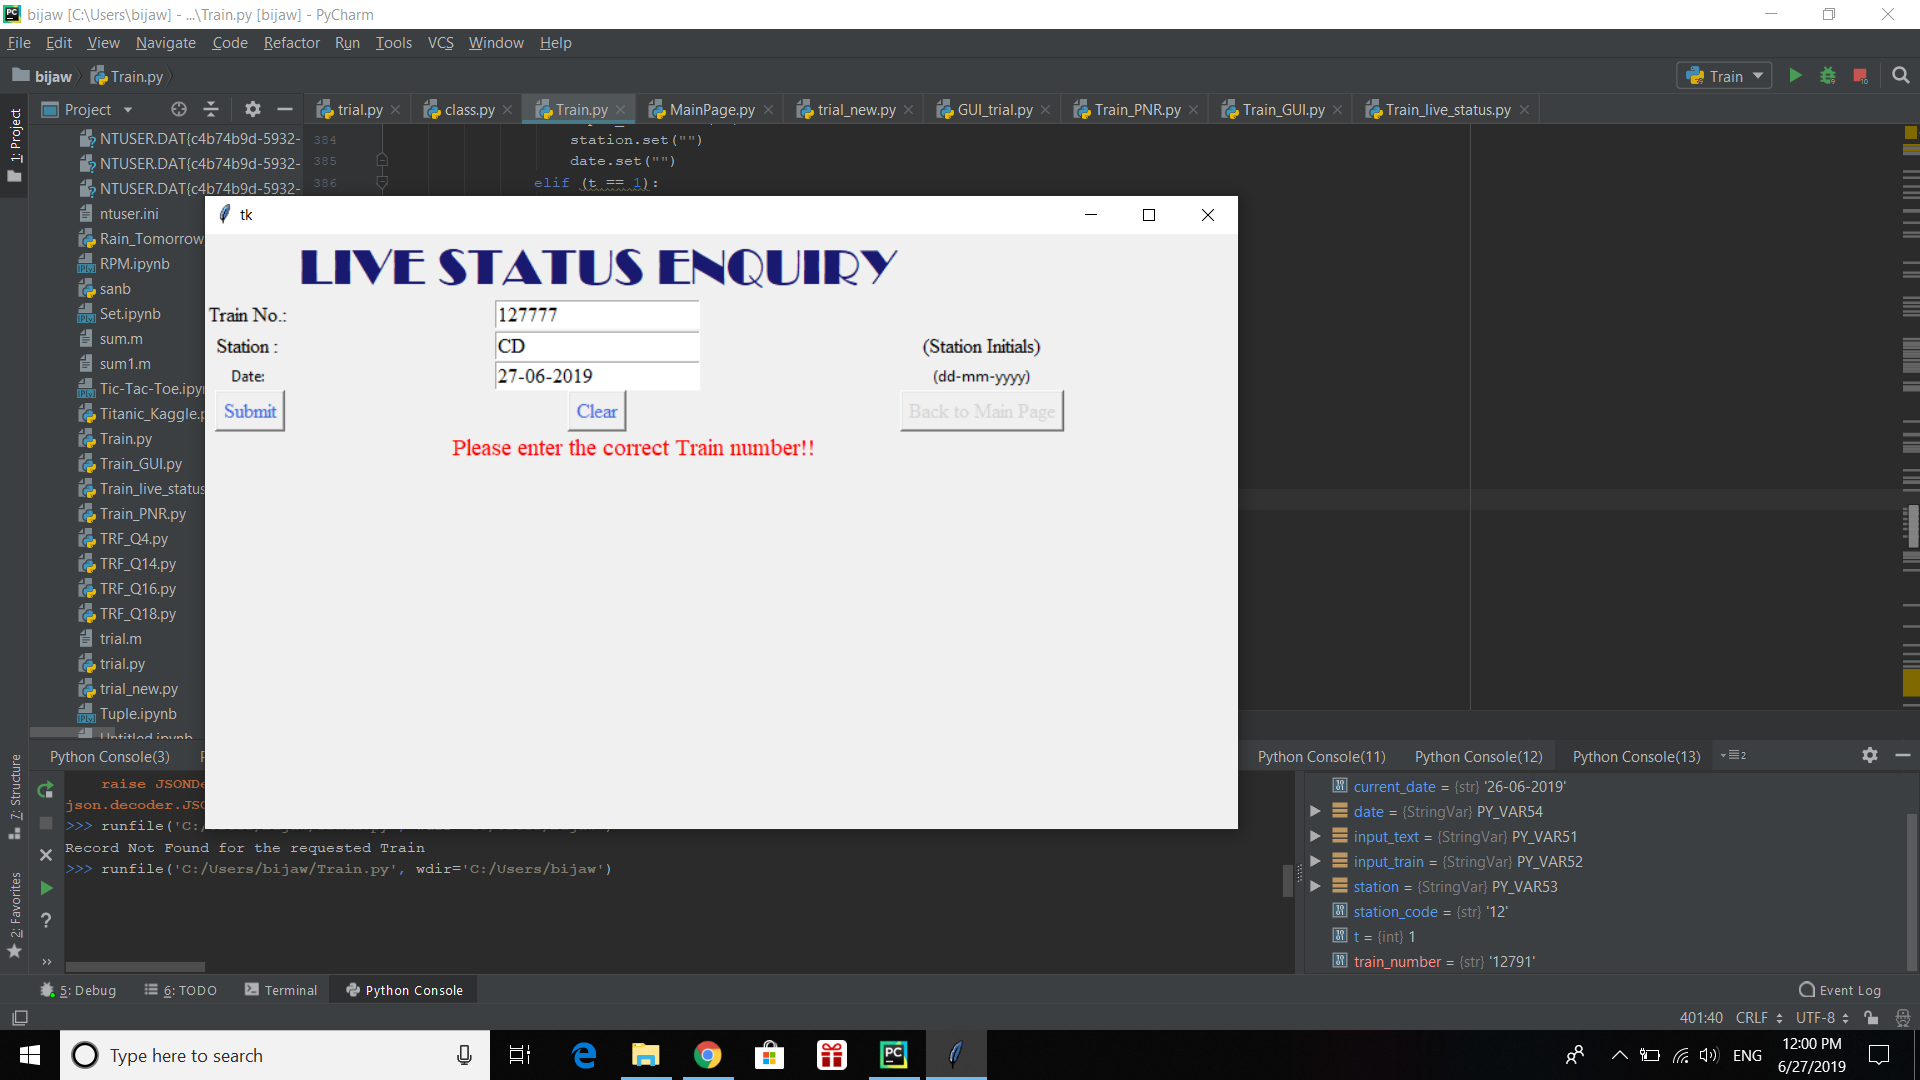 bijaw [C:\Users\bijaw] - ...\Train.py [bijaw] - PyCharm
File Edit View Navigate Code Refactor Run Tools VCS Window Help
bijaw Train.py Train
Project trial.py class.py Train.py MainPage.py trial_new.py GUI_trial.py Train_PNR.py Train_GUI.py Train_live_status.py
1: Project
NTUSER.DAT{c4b74b9d-5932-
NTUSER.DAT{c4b74b9d-5932-
NTUSER.DAT{c4b74b9d-5932-
ntuser.ini
Rain_Tomorrow_
RPM.ipynb
sanb
Set.ipynb
sum.m
sum1.m
Tic-Tac-Toe.ipy
Titanic_Kaggle.
Train.py
Train_GUI.py
Train_live_status
Train_PNR.py
TRF_Q4.py
TRF_Q14.py
TRF_Q16.py
TRF_Q18.py
trial.m
trial.py
trial_new.py
Tuple.ipynb
Untitled.ipynb
384 station.set("")
385 date.set("")
386 elif (t == 1):
tk
LIVE STATUS ENQUIRY
Train No.: 127777
Station : CD (Station Initials)
Date: 27-06-2019 (dd-mm-yyyy)
Submit Clear Back to Main Page
Please enter the correct Train number!!
Python Console(3) Python Console(11) Python Console(12) Python Console(13)
7: Structure
2: Favorites
raise JSONDe
json.decoder.JSO
>>> runfile('C:/
Record Not Found for the requested Train
>>> runfile('C:/Users/bijaw/Train.py', wdir='C:/Users/bijaw')
current_date = {str} '26-06-2019'
date = {StringVar} PY_VAR54
input_text = {StringVar} PY_VAR51
input_train = {StringVar} PY_VAR52
station = {StringVar} PY_VAR53
station_code = {str} '12'
t = {int} 1
train_number = {str} '12791'
5: Debug 6: TODO Terminal Python Console Event Log
401:40 CRLF UTF-8
Type here to search
ENG
12:00 PM
6/27/2019